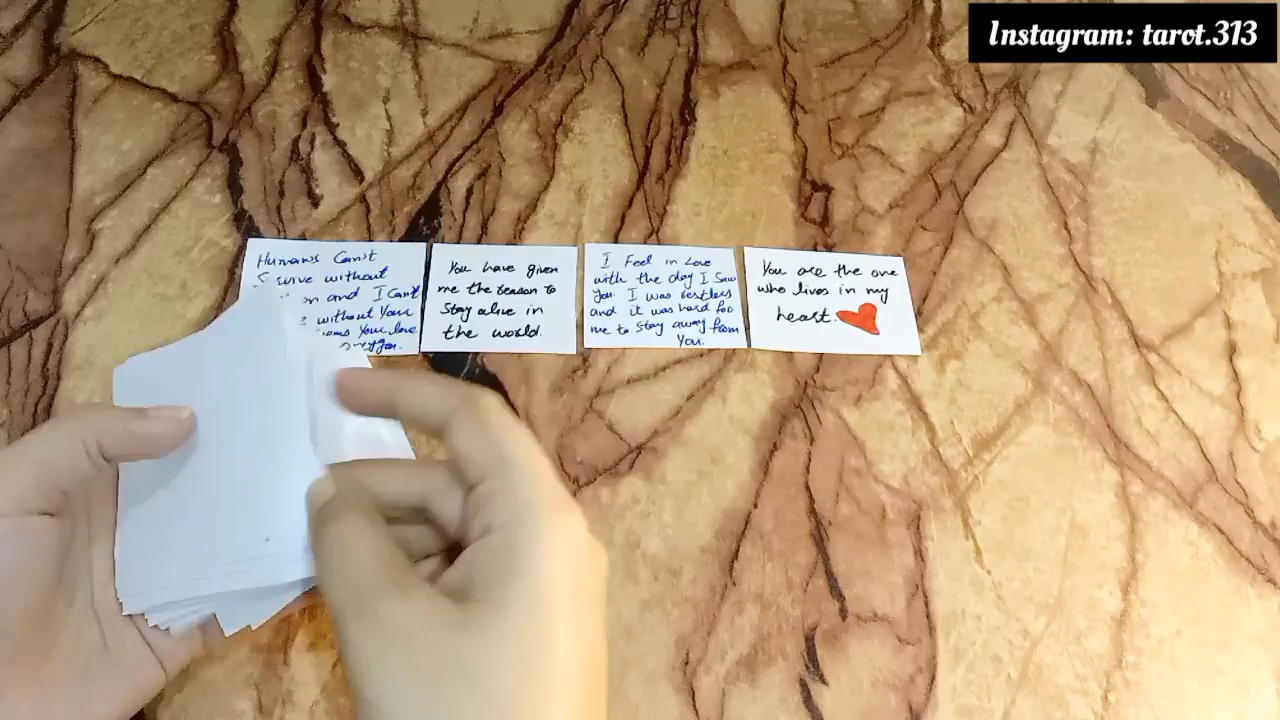 Instagram: tarot.313
Humans Can't
without
and I Can't
without Your
Your love
You have given
me the reason to
Stay alive in
the world.
I Feel in Love
with the day I Saw
You. I was restless
and it was hard for
me to Stay away from
You.
You are the one
who lives in my
heart.